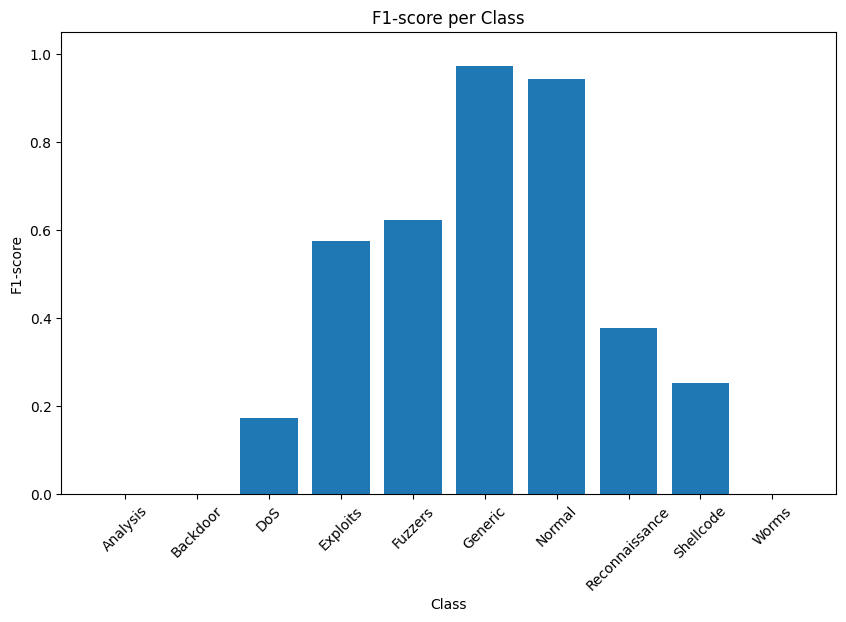 F1-score per Class
1.0
0.8
0.6
0.4
0.2
0.0
F1-score
Analysis
Backdoor
DoS
Exploits
Fuzzers
Generic
Normal
Reconnaissance
Shellcode
Worms
Class